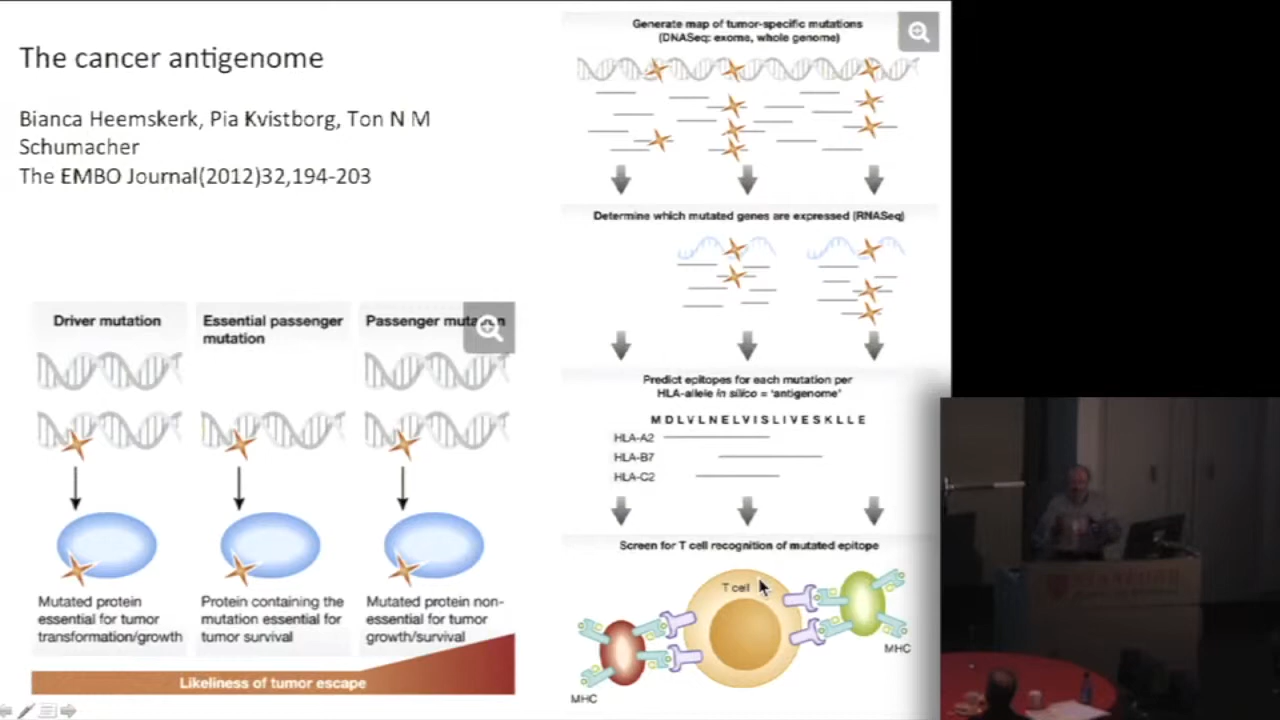 The cancer antigenome
Bianca Heemskerk, Pia Kvistborg, Ton N M
Schumacher
The EMBO Journal(2012)32,194-203
Driver mutation
Essential passenger
mutation
Passenger mutation
Mutated protein
essential for tumor
transformation/growth
Protein containing the
mutation essential for
tumor survival
Mutated protein non-
essential for tumor
growth/survival
Likeliness of tumor escape
Generate map of tumor-specific mutations
(DNASeq: exome, whole genome)
Determine which mutated genes are expressed (RNASeq)
Predict epitopes for each mutation per
HLA-allele in silico = ‘antigenome’
MDLVLNELVISLIVESKLLE
HLA-A2
HLA-B7
HLA-C2
Screen for T cell recognition of mutated epitope
T cell
MHC
MHC